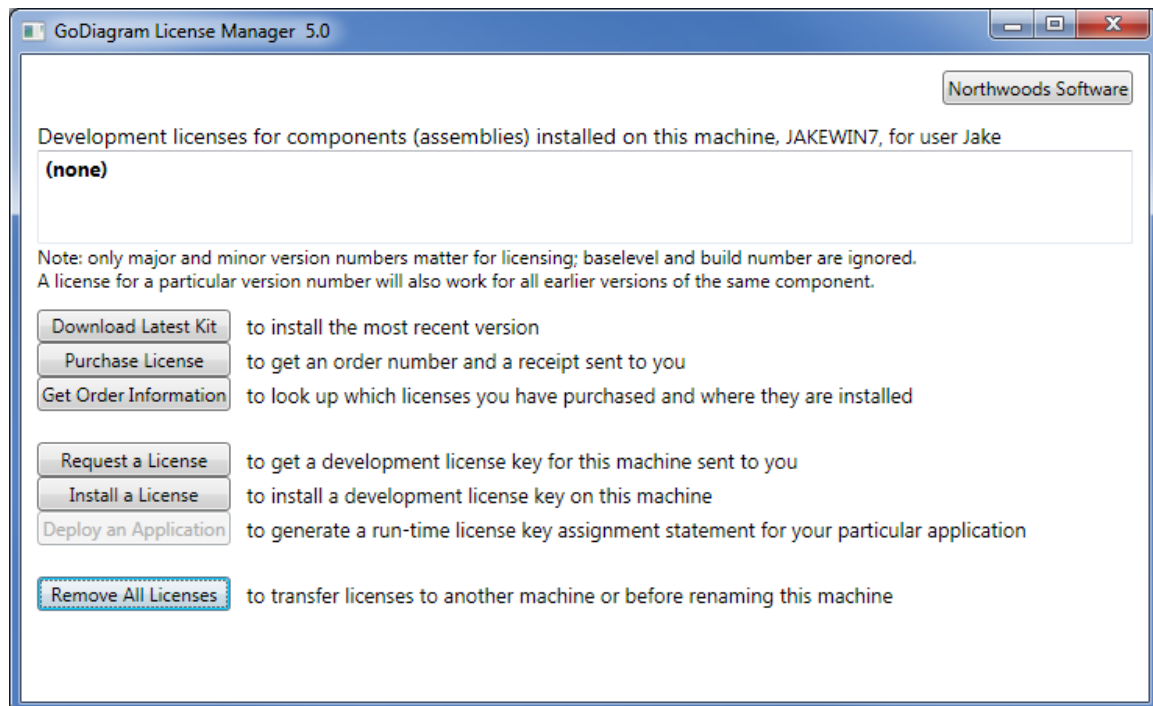 GoDiagram License Manager 5.0
Northwoods Software
Development licenses for components (assemblies) installed on this machine, JAKEWIN7, for user Jake
(none)
Note: only major and minor version numbers matter for licensing; baselevel and build number are ignored.
A license for a particular version number will also work for all earlier versions of the same component.
Download Latest Kit to install the most recent version
Purchase License to get an order number and a receipt sent to you
Get Order Information to look up which licenses you have purchased and where they are installed
Request a License to get a development license key for this machine sent to you
Install a License to install a development license key on this machine
Deploy an Application to generate a run-time license key assignment statement for your particular application
Remove All Licenses to transfer licenses to another machine or before renaming this machine